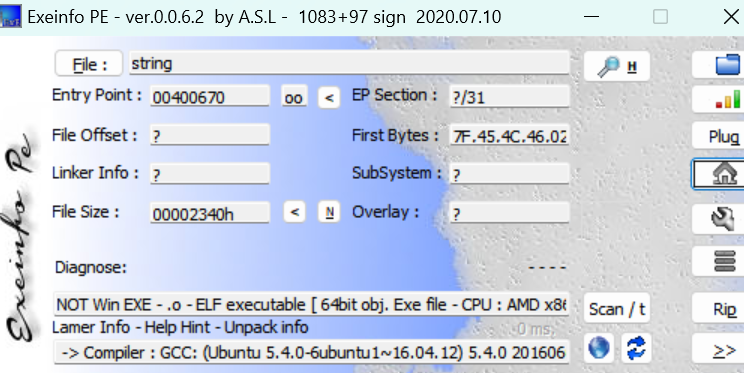 Exeinfo PE - ver.0.0.6.2 by A.S.L - 1083+97 sign 2020.07.10
File : string H
Entry Point : 00400670 oo < EP Section : ?/31
File Offset : ? First Bytes : 7F.45.4C.46.02 Plug
Linker Info : ? SubSystem : ?
File Size : 00002340h < N Overlay : ?
Diagnose: ----
NOT Win EXE - .o - ELF executable [ 64bit obj. Exe file - CPU : AMD x86 Scan / t Rip
Lamer Info - Help Hint - Unpack info 0 ms.
-> Compiler : GCC: (Ubuntu 5.4.0-6ubuntu1~16.04.12) 5.4.0 201606 >>
Exeinfo Pe